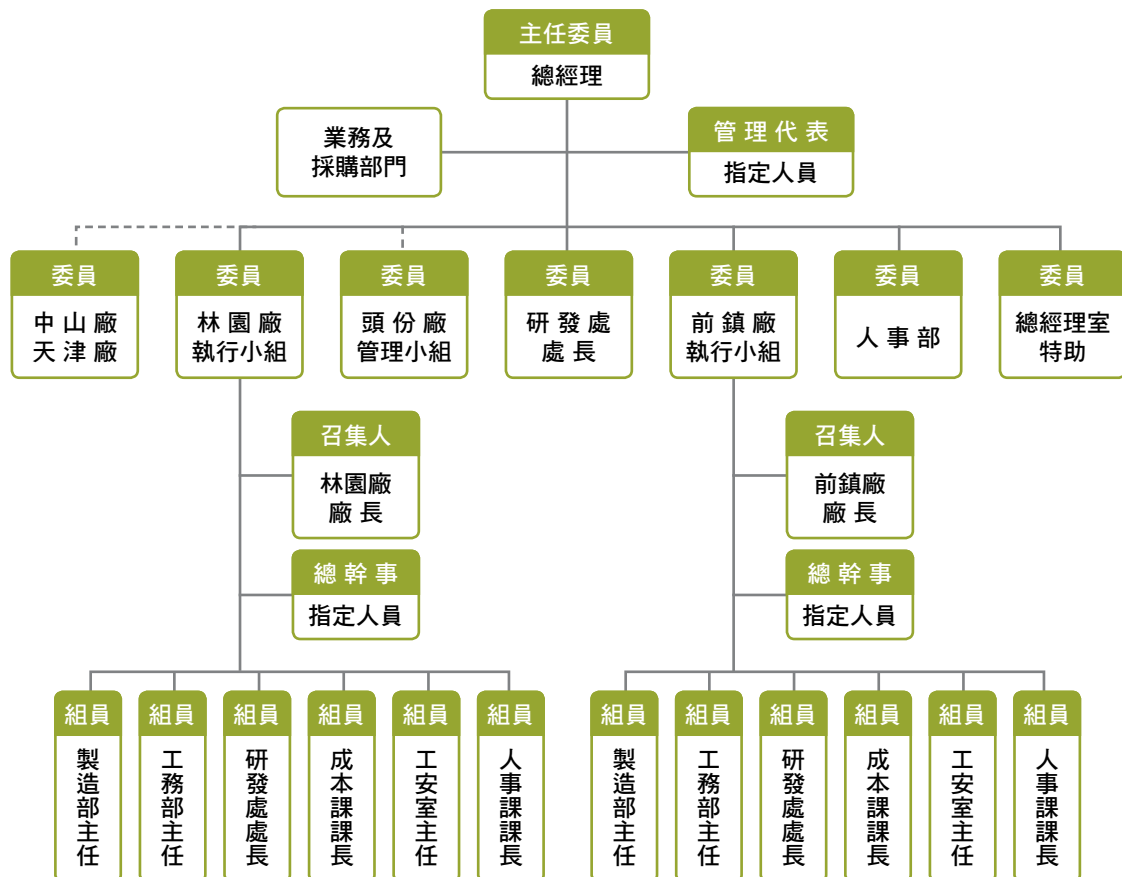 主任委員
總經理
業務及
採購部門
管理代表
指定人員
委員
中山廠
天津廠
委員
林園廠
執行小組
委員
頭份廠
管理小組
委員
研發處
處長
委員
前鎮廠
執行小組
委員
人事部
委員
總經理室
特助
召集人
林園廠
廠長
總幹事
指定人員
召集人
前鎮廠
廠長
總幹事
指定人員
組員
製造部主任
組員
工務部主任
組員
研發處處長
組員
成本課課長
組員
工安室主任
組員
人事課課長
組員
製造部主任
組員
工務部主任
組員
研發處處長
組員
成本課課長
組員
工安室主任
組員
人事課課長